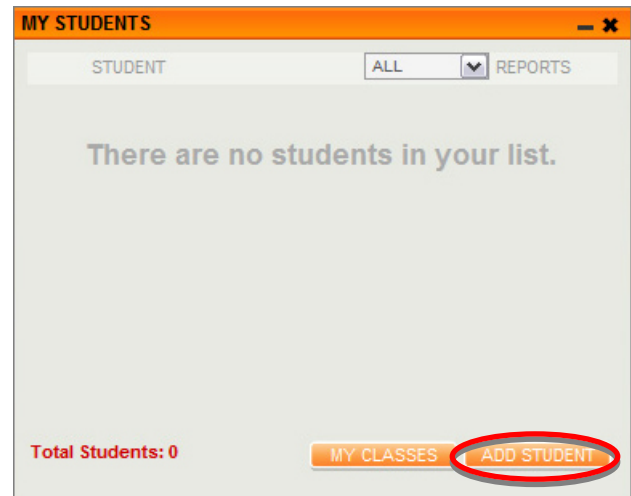 MY STUDENTS
STUDENT ALL REPORTS
There are no students in your list.
Total Students: 0 MY CLASSES ADD STUDENT